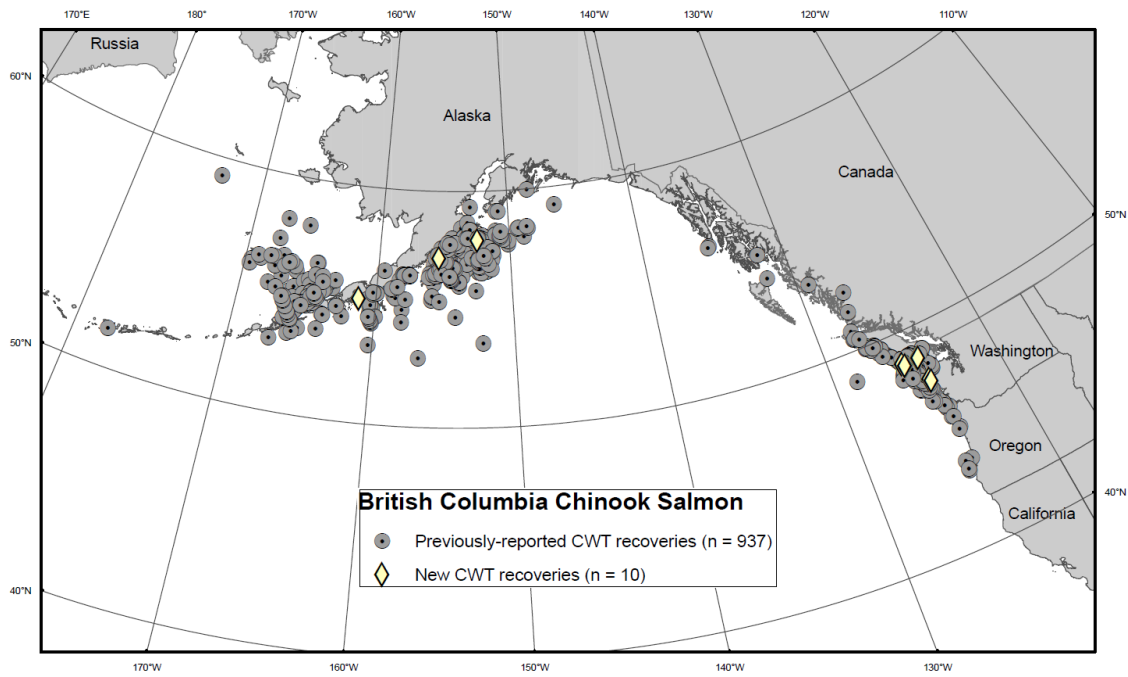 170°E
180°
170°W
160°W
150°W
140°W
130°W
120°W
110°W
Russia
60°N
Alaska
Canada
50°N
50°N
Washington
Oregon
40°N
California
British Columbia Chinook Salmon
Previously-reported CWT recoveries (n = 937)
New CWT recoveries (n = 10)
40°N
170°W
160°W
150°W
140°W
130°W